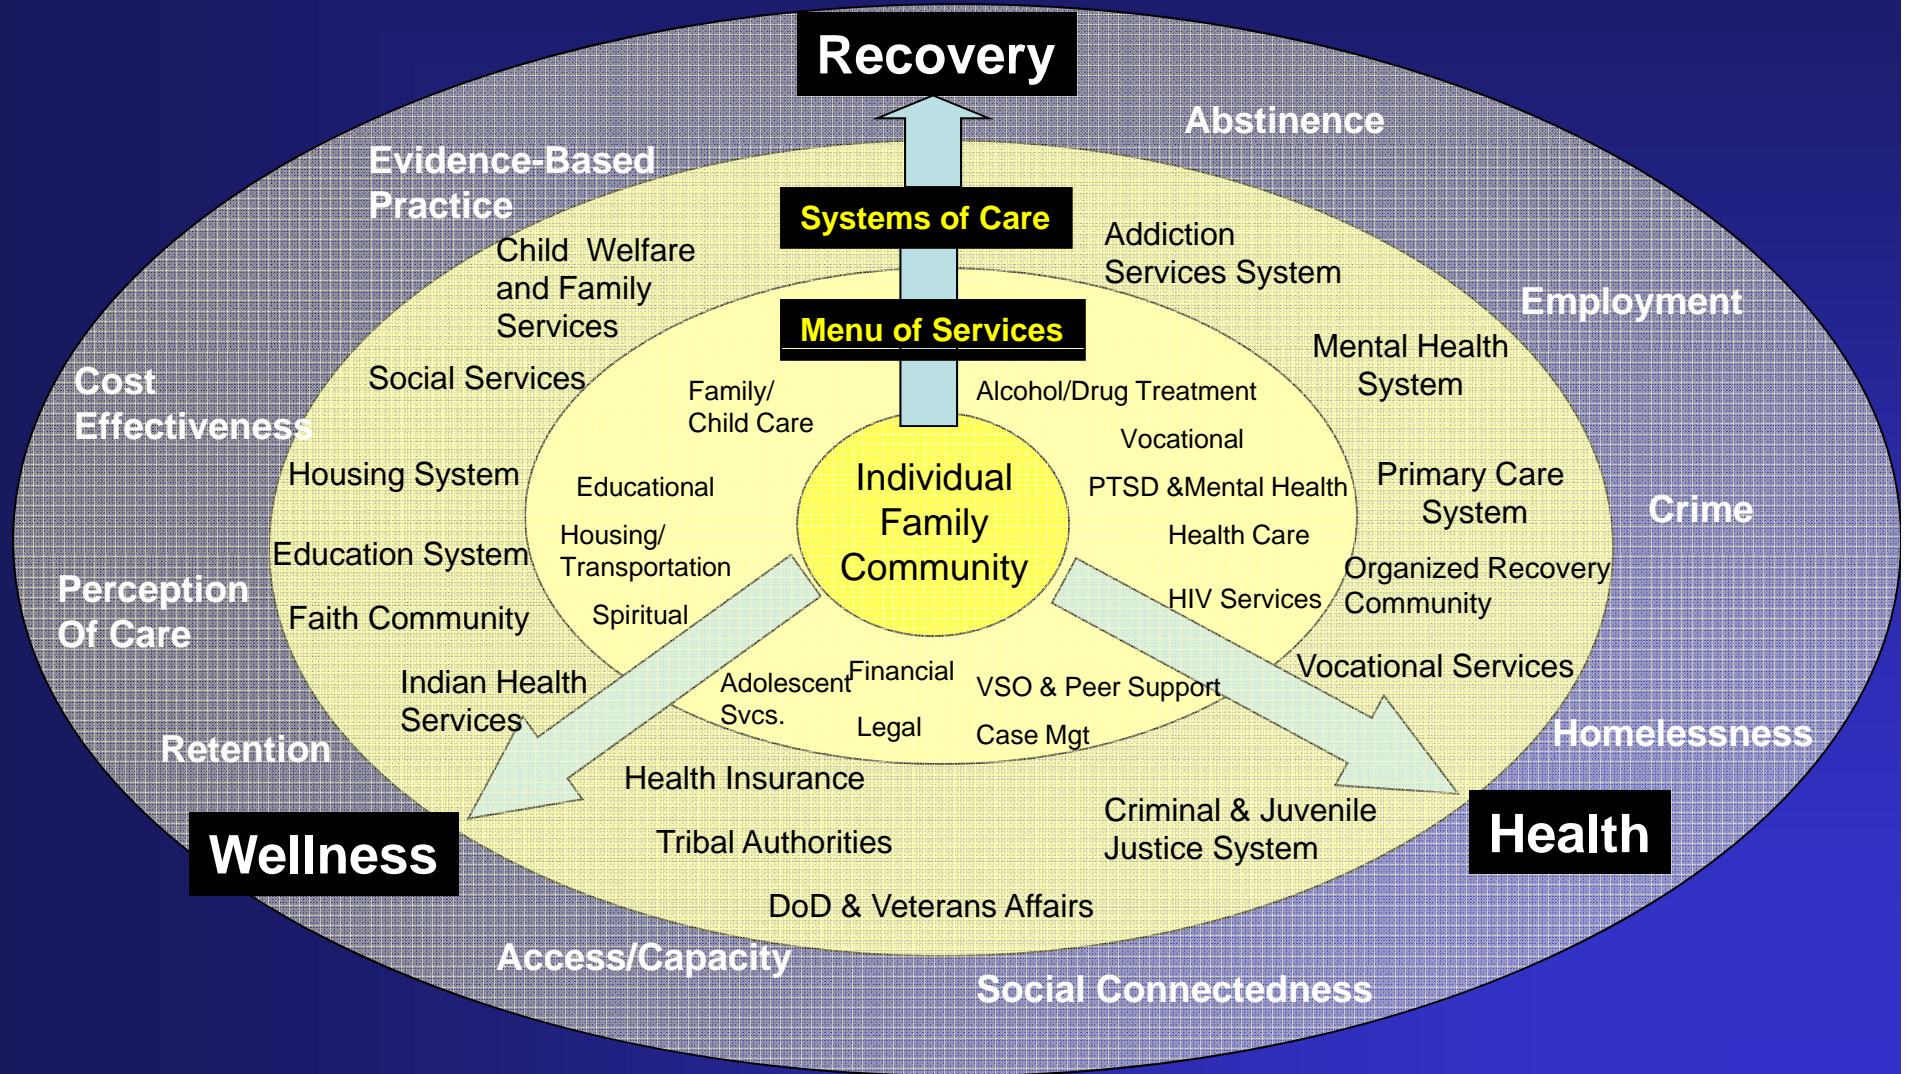 Recovery
Abstinence
Evidence-Based
Practice
Systems of Care
Child  Welfare
and Family
Services
Addiction
Services System
Employment
Menu of Services
Mental Health
System
Cost
Effectiveness
Social Services
Family/
Child Care
Alcohol/Drug Treatment
Vocational
Housing System
Educational
Individual
Family
Community
PTSD &Mental Health
Primary Care
System
Crime
Housing/
Transportation
Health Care
Education System
Organized Recovery
Community
Perception
Of Care
Faith Community
Spiritual
HIV Services
Vocational Services
Indian Health
Services
Adolescent
Svcs.
Financial
VSO & Peer Support
Legal
Case Mgt
Retention
Homelessness
Health Insurance
Criminal & Juvenile
Justice System
Tribal Authorities
Wellness
Health
DoD & Veterans Affairs
Access/Capacity
Social Connectedness